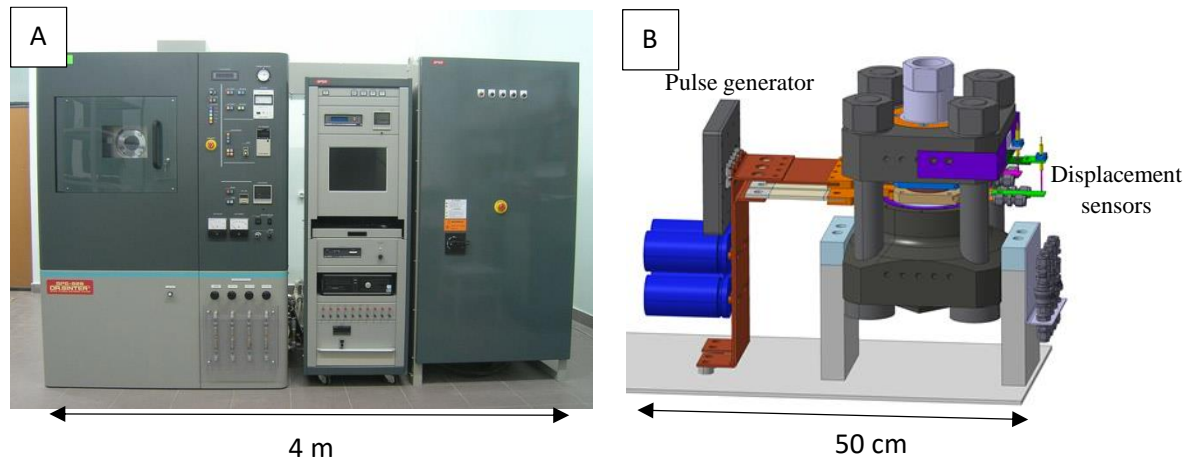 A
B
Pulse generator
Displacement
sensors
DR.SINTER
4 m
50 cm